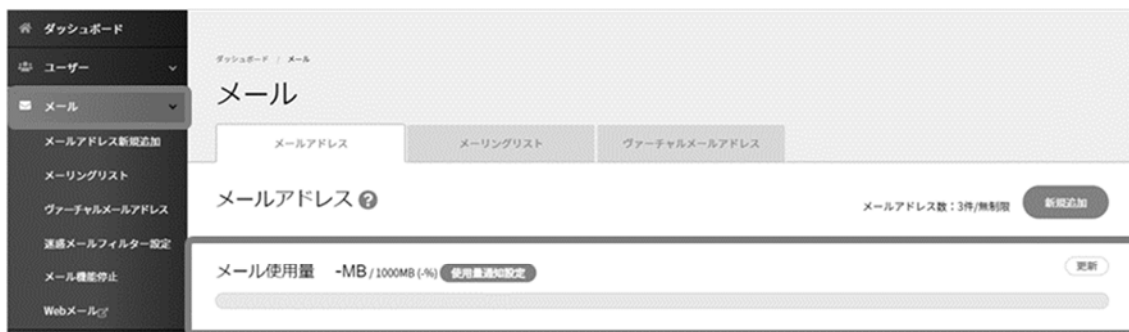 ダッシュボード
ユーザー
メール
メールアドレス新規追加
メーリングリスト
ヴァーチャルメールアドレス
迷惑メールフィルター設定
メール機能停止
Webメール
ダッシュボード / メール
メール
メールアドレス
メーリングリスト
ヴァーチャルメールアドレス
メールアドレス ?
メールアドレス数：3件/無制限
新規追加
メール使用量 -MB / 1000MB (-%) 使用量通知設定
更新